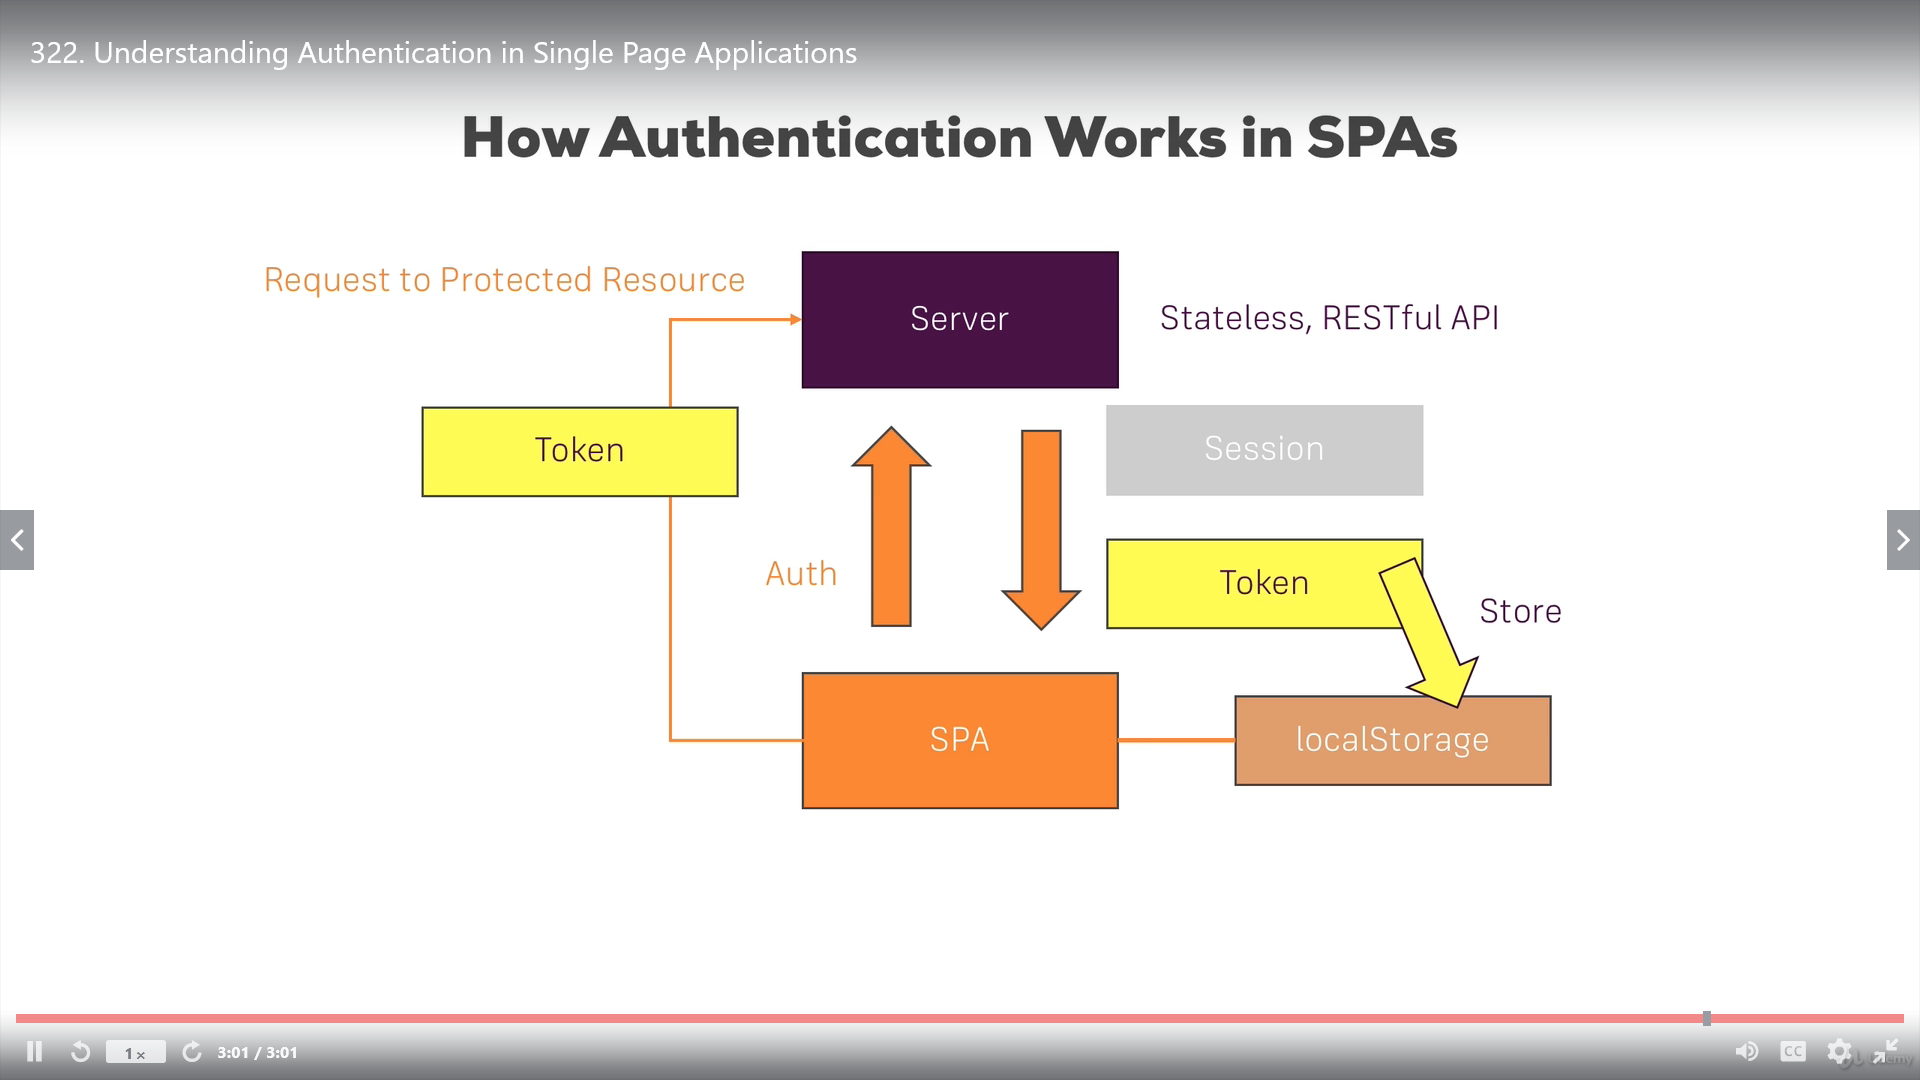 322. Understanding Authentication in Single Page Applications
How Authentication Works in SPAs
Request to Protected Resource
Server
Stateless, RESTful API
Token
Session
Auth
Token
Store
SPA
localStorage
1×
3:01 / 3:01
CC